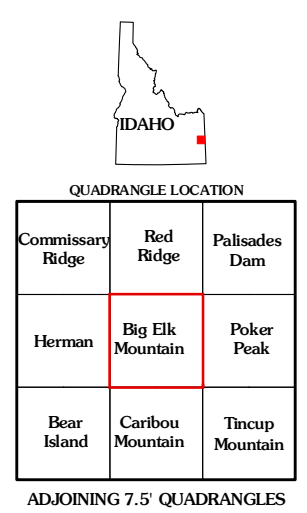 IDAHO
QUADRANGLE LOCATION
Commissary
Ridge
Red
Ridge
Palisades
Dam
Herman
Big Elk
Mountain
Poker
Peak
Bear
Island
Caribou
Mountain
Tincup
Mountain
ADJOINING 7.5' QUADRANGLES